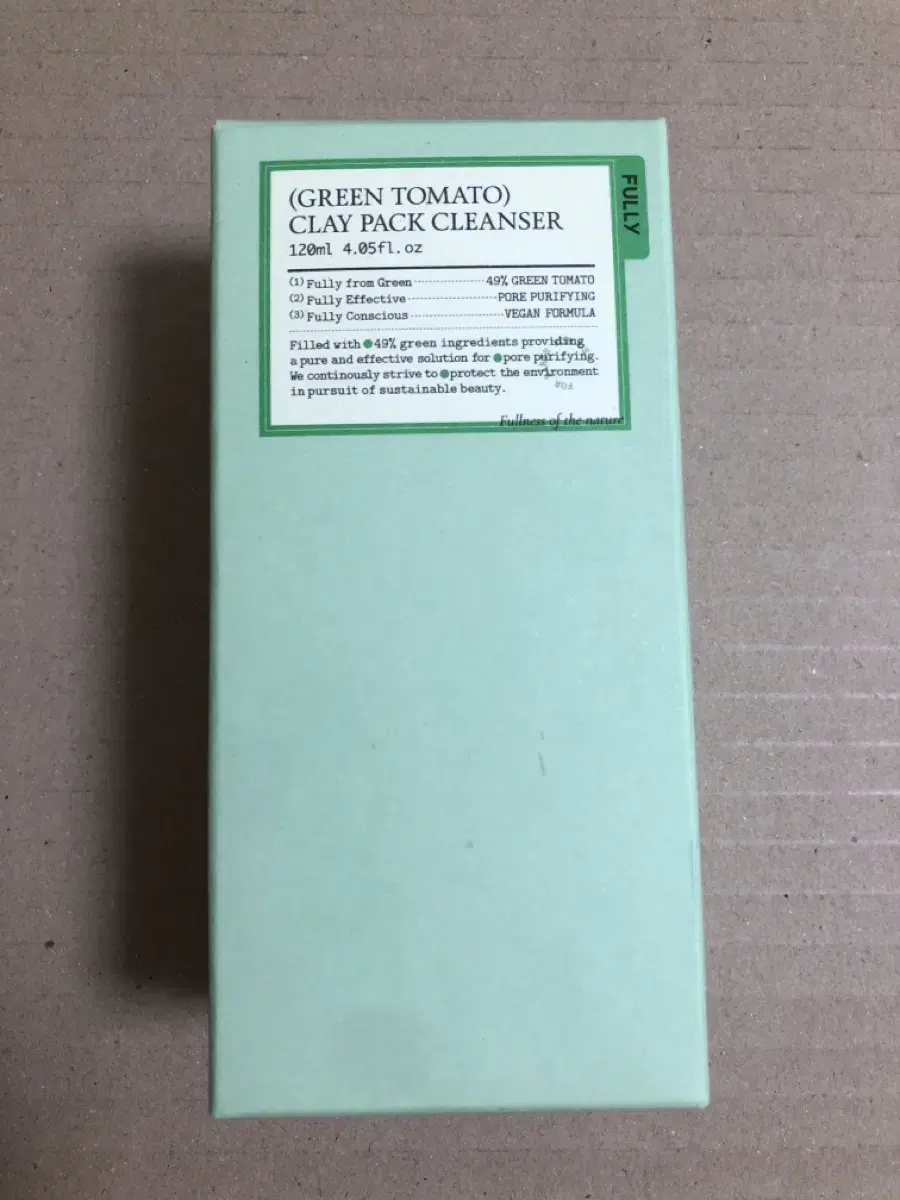 FULLY
(GREEN TOMATO)
CLAY PACK CLEANSER
120ml 4.05fl.oz
(1) Fully from Green 49% GREEN TOMATO
(2) Fully Effective PORE PURIFYING
(3) Fully Conscious VEGAN FORMULA
Filled with ●49% green ingredients providing
a pure and effective solution for ●pore purifying.
We continously strive to ●protect the environment
in pursuit of sustainable beauty.
Fullness of the nature